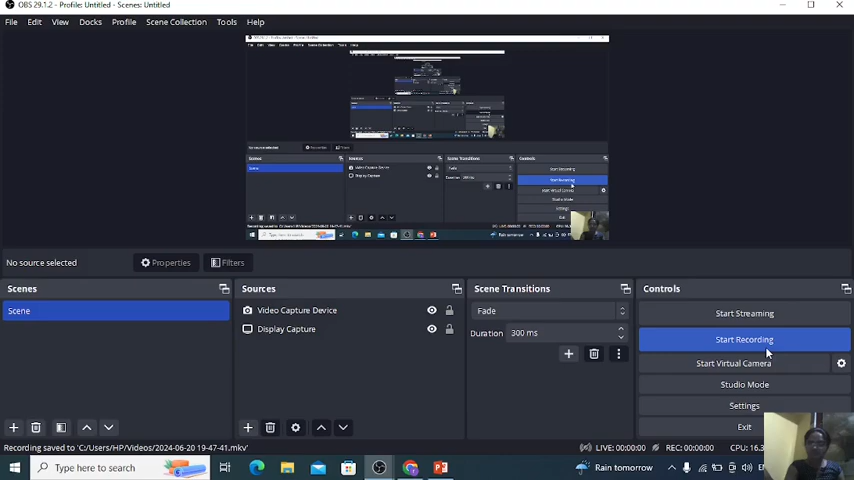 OBS 29.1.2 - Profile: Untitled - Scenes: Untitled
File Edit View Docks Profile Scene Collection Tools Help
No source selected Properties Filters
Scenes
Scene
Sources
Video Capture Device
Display Capture
Scene Transitions
Fade
Duration 300 ms
Controls
Start Streaming
Start Recording
Start Virtual Camera
Studio Mode
Settings
Exit
Recording saved to 'C:/Users/HP/Videos/2024-06-20 19-47-41.mkv' LIVE: 00:00:00 REC: 00:00:00 CPU: 16.3
Type here to search Rain tomorrow